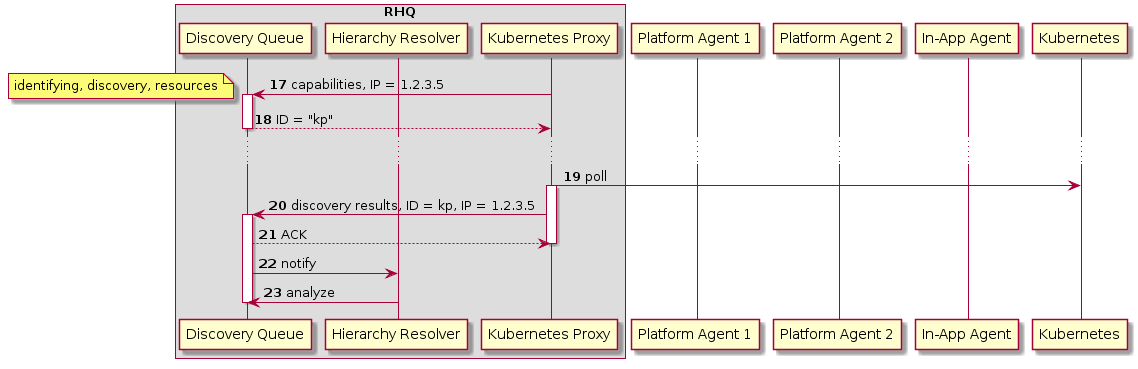 RHQ
Discovery Queue
Hierarchy Resolver
Kubernetes Proxy
Platform Agent 1
Platform Agent 2
In-App Agent
Kubernetes
identifying, discovery, resources
17 capabilities, IP = 1.2.3.5
18 ID = "kp"
19 poll
20 discovery results, ID = kp, IP = 1.2.3.5
21 ACK
22 notify
23 analyze
Discovery Queue
Hierarchy Resolver
Kubernetes Proxy
Platform Agent 1
Platform Agent 2
In-App Agent
Kubernetes